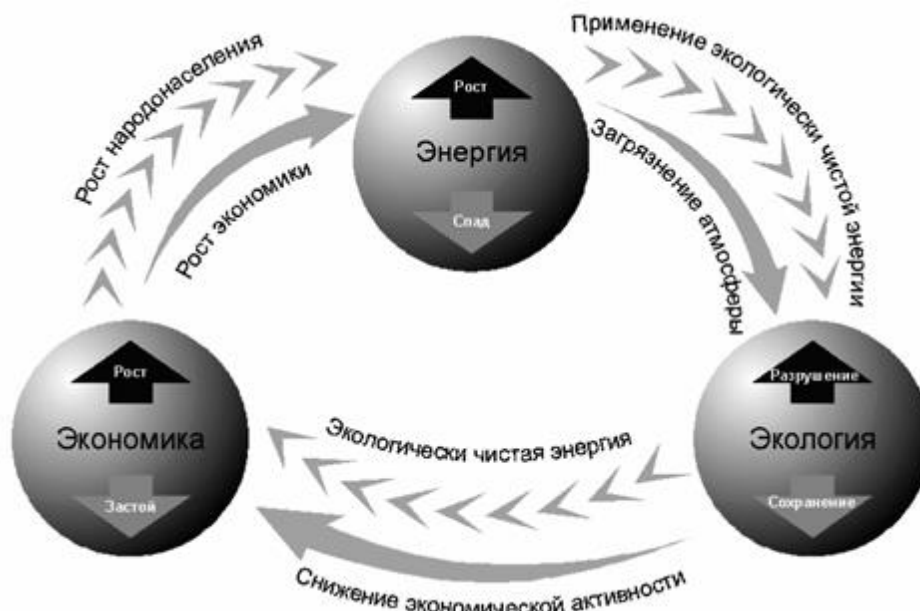 Рост народонаселения
Рост экономики
Рост
Энергия
Спад
Применение экологически чистой энергии
Загрязнение атмосферы
Рост
Экономика
Застой
Разрушение
Экология
Сохранение
Экологически чистая энергия
Снижение экономической активности